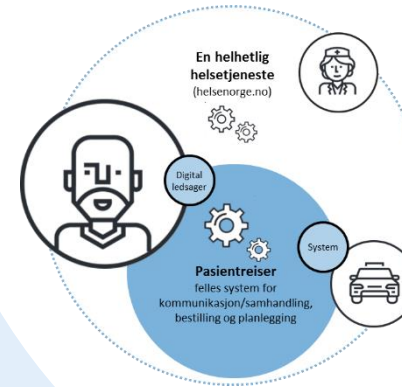 En helhetlig
helsetjeneste
(helsenorge.no)
Digital
ledsager
System
Pasientreiser
felles system for
kommunikasjon/samhandling,
bestilling og planlegging